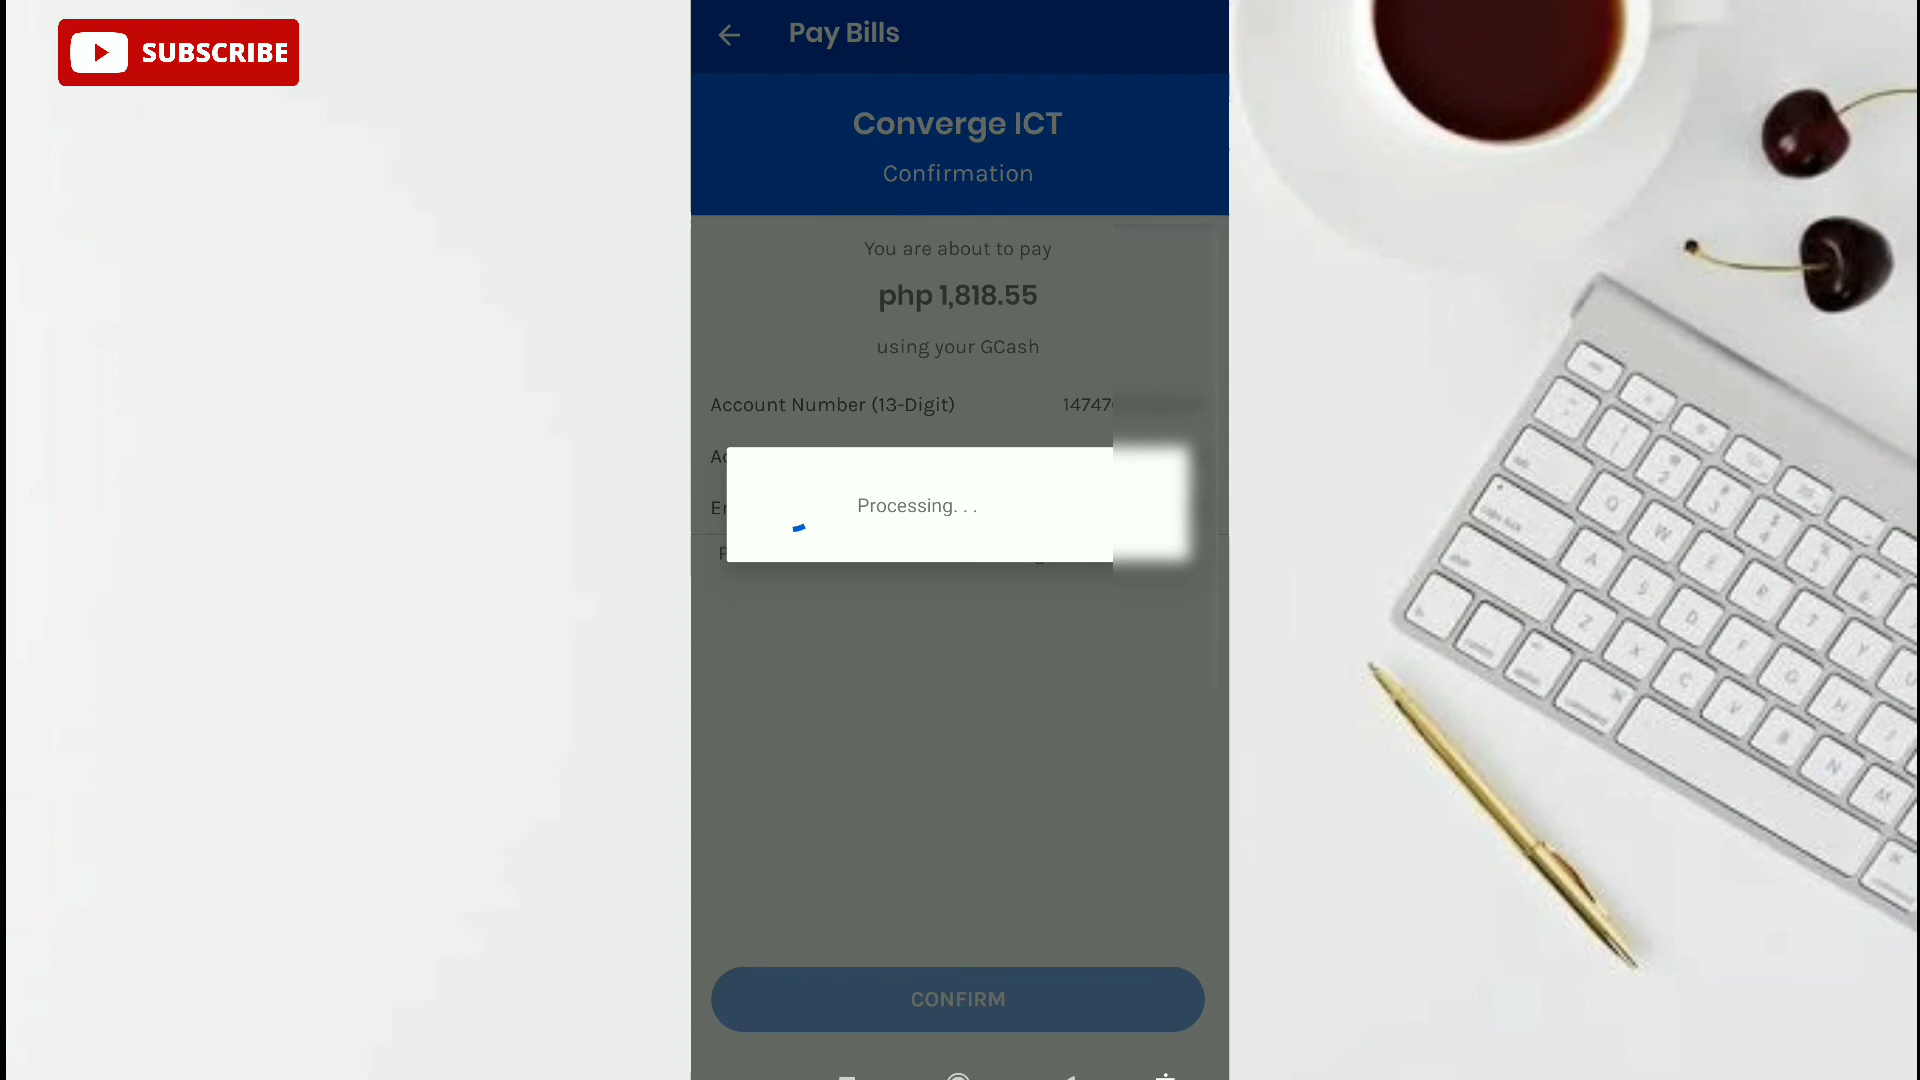 SUBSCRIBE
Pay Bills
Converge ICT
Confirmation
You are about to pay
php 1,818.55
using your GCash
Account Number (13-Digit) 14747
Processing. . .
CONFIRM